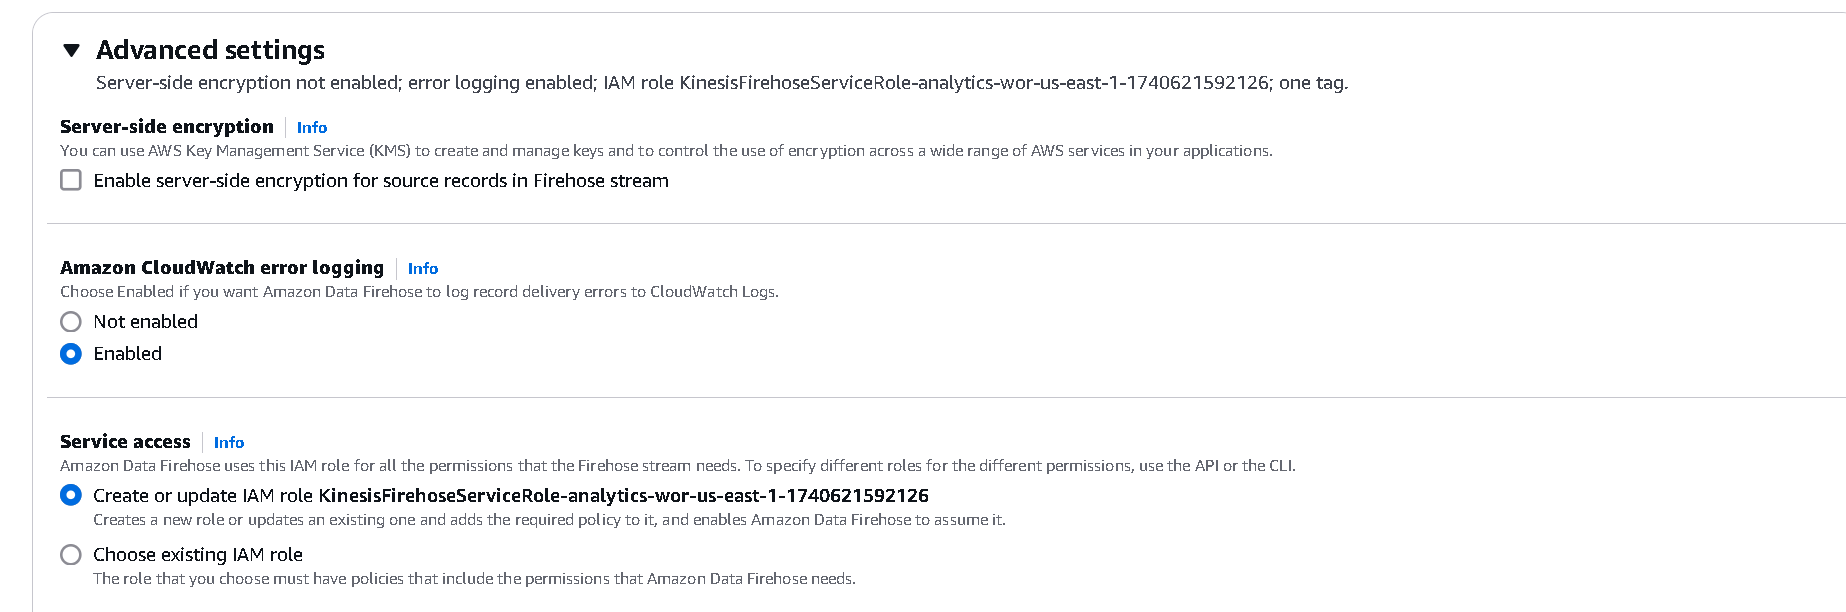 Advanced settings
Server-side encryption not enabled; error logging enabled; IAM role KinesisFirehoseServiceRole-analytics-wor-us-east-1-1740621592126; one tag.
Server-side encryption Info
You can use AWS Key Management Service (KMS) to create and manage keys and to control the use of encryption across a wide range of AWS services in your applications.
Enable server-side encryption for source records in Firehose stream
Amazon CloudWatch error logging Info
Choose Enabled if you want Amazon Data Firehose to log record delivery errors to CloudWatch Logs.
Not enabled
Enabled
Service access Info
Amazon Data Firehose uses this IAM role for all the permissions that the Firehose stream needs. To specify different roles for the different permissions, use the API or the CLI.
Create or update IAM role KinesisFirehoseServiceRole-analytics-wor-us-east-1-1740621592126
Creates a new role or updates an existing one and adds the required policy to it, and enables Amazon Data Firehose to assume it.
Choose existing IAM role
The role that you choose must have policies that include the permissions that Amazon Data Firehose needs.